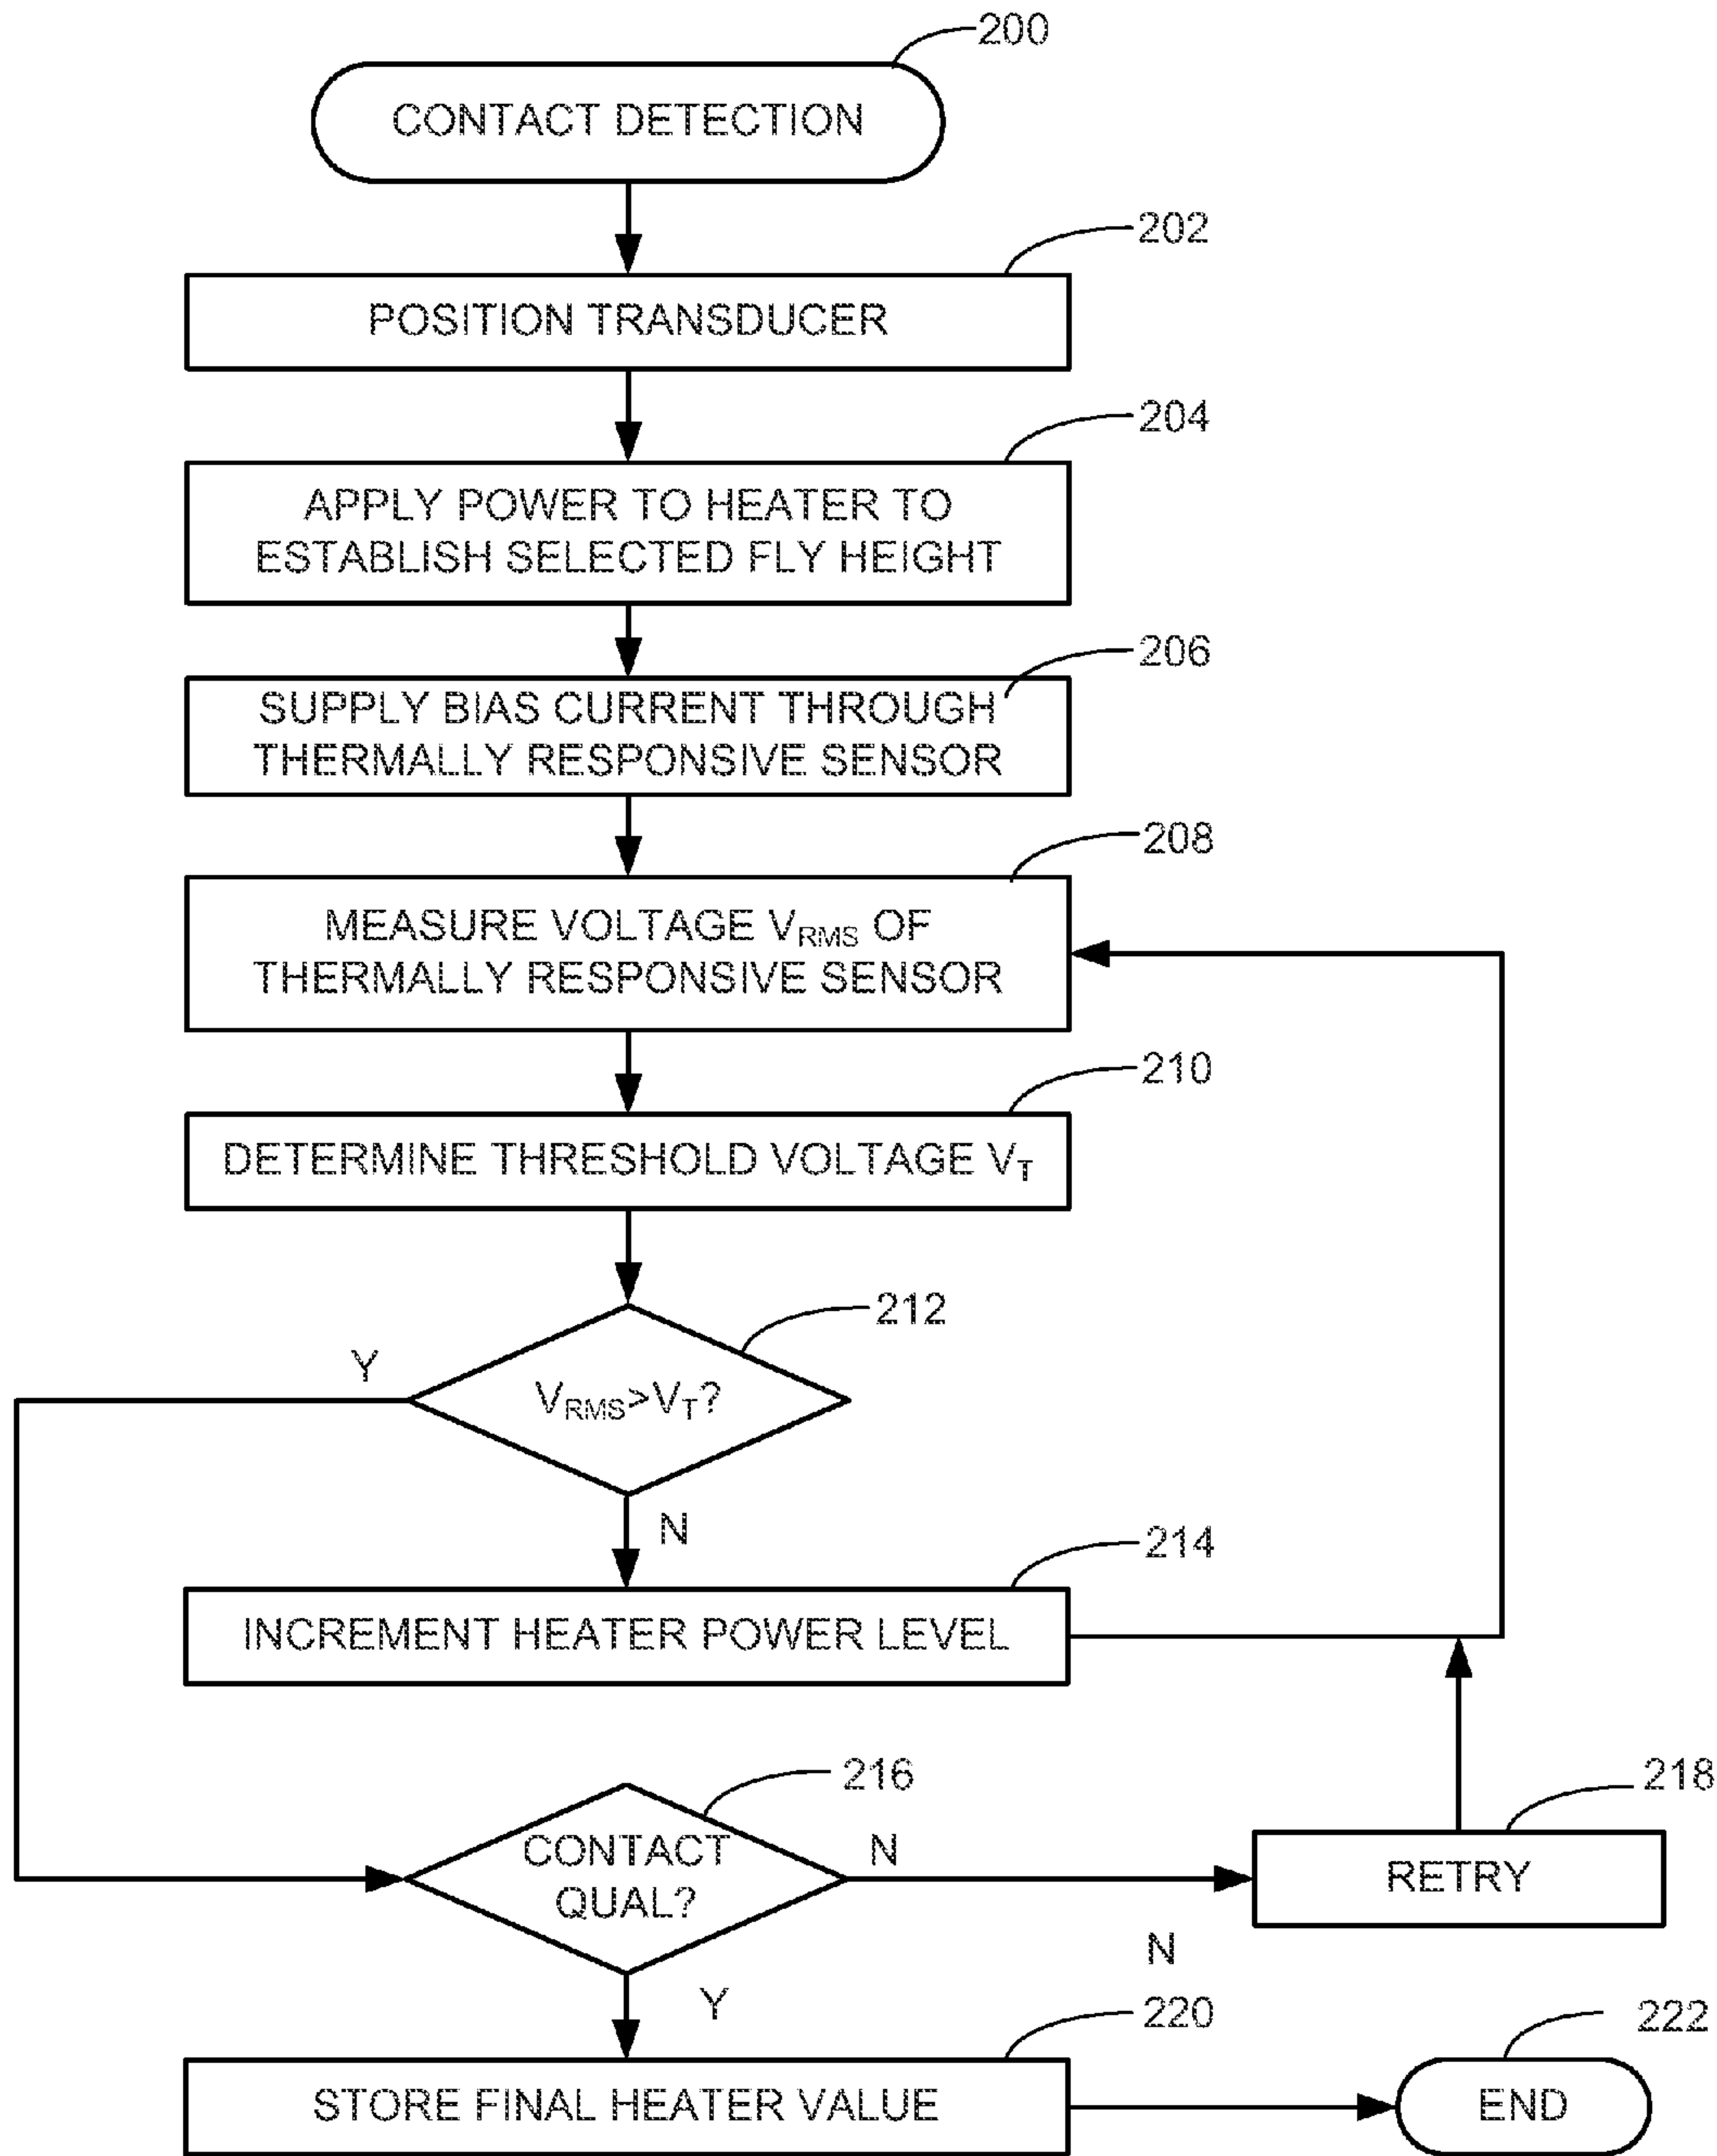 200
CONTACT DETECTION
202
POSITION TRANSDUCER
204
APPLY POWER TO HEATER TO
ESTABLISH SELECTED FLY HEIGHT
206
SUPPLY BIAS CURRENT THROUGH
THERMALLY RESPONSIVE SENSOR
208
MEASURE VOLTAGE VRMS OF
THERMALLY RESPONSIVE SENSOR
210
DETERMINE THRESHOLD VOLTAGE VT
212
Y
VRMS>VT?
N
214
INCREMENT HEATER POWER LEVEL
216
218
CONTACT
QUAL?
N
RETRY
N
Y
220
222
STORE FINAL HEATER VALUE
END